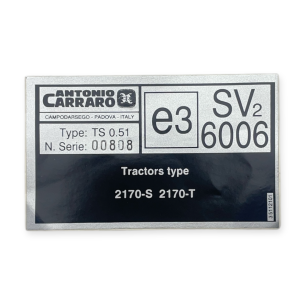 ANTONIO
CARRARO
CAMPODARSEGO - PADOVA - ITALY
Type: TS 0.51
N. Serie: 00808
e3
SV2
6006
Tractors type
2170-S 2170-T